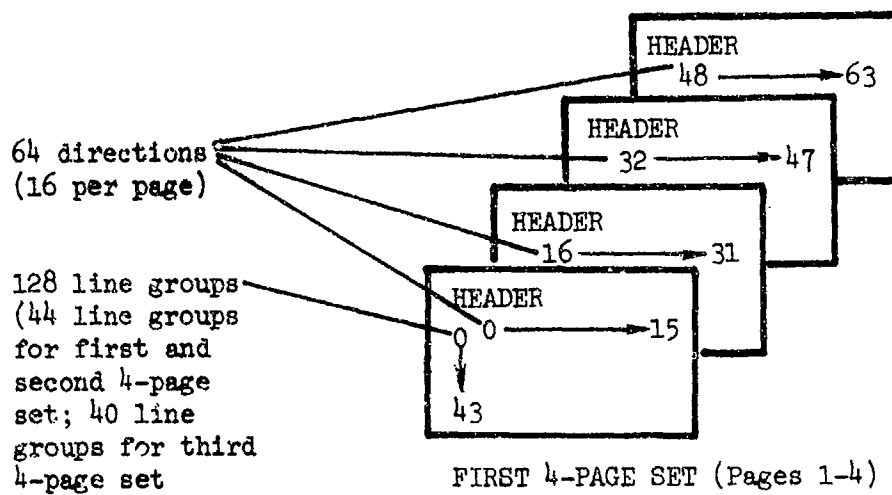 HEADER
48 63
HEADER
32 47
64 directions
(16 per page)
HEADER
16 31
128 line groups
(44 line groups
for first and
second 4-page
set; 40 line
groups for third
4-page set
HEADER
0 0 15
43
FIRST 4-PAGE SET (Pages 1-4)